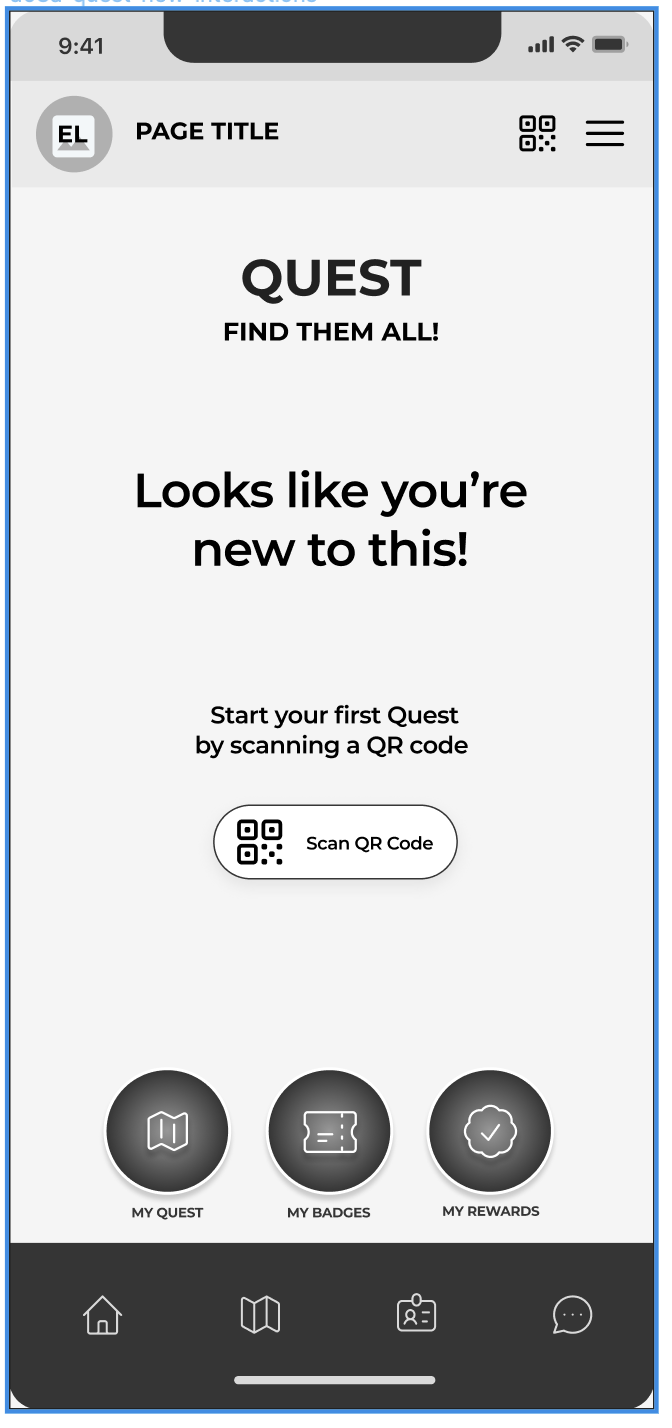 9:41
EL
PAGE TITLE
QUEST
FIND THEM ALL!
Looks like you’re
new to this!
Start your first Quest
by scanning a QR code
Scan QR Code
MY QUEST
MY BADGES
MY REWARDS